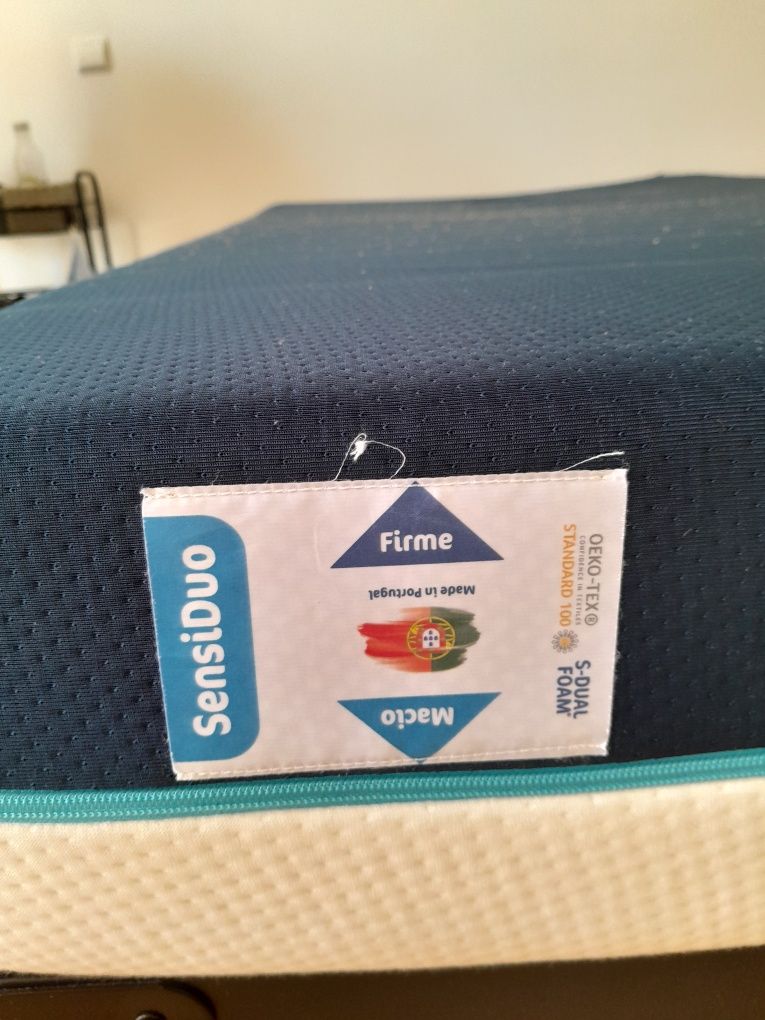 SensiDuo
Firme
Made in Portugal
Macio
OEKO-TEX®
CONFIDENCE IN TEXTILES
STANDARD 100
S-DUAL
FOAM®